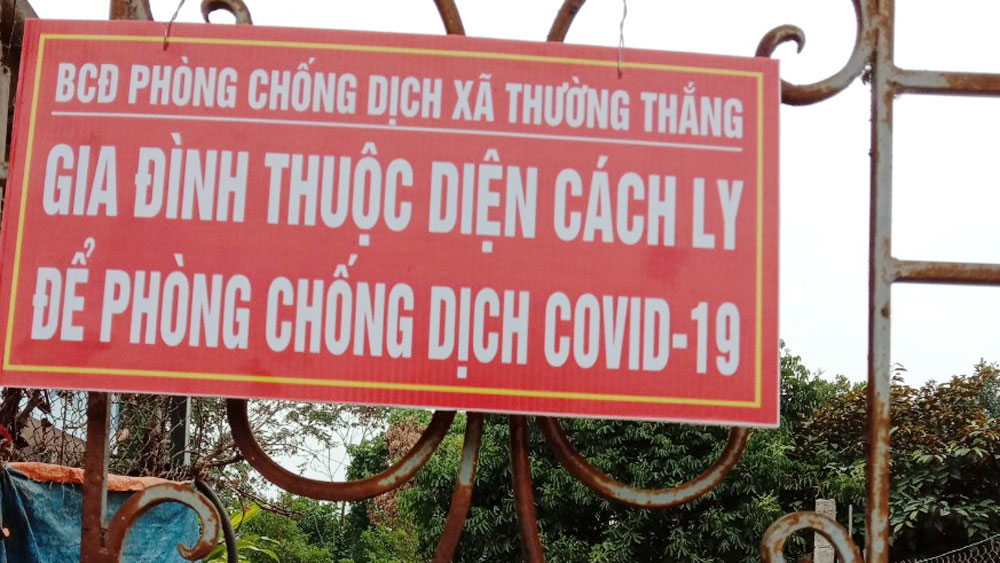 BCĐ PHÒNG CHỐNG DỊCH XÃ THƯỜNG THẮNG
GIA ĐÌNH THUỘC DIỆN CÁCH LY
ĐỂ PHÒNG CHỐNG DỊCH COVID-19